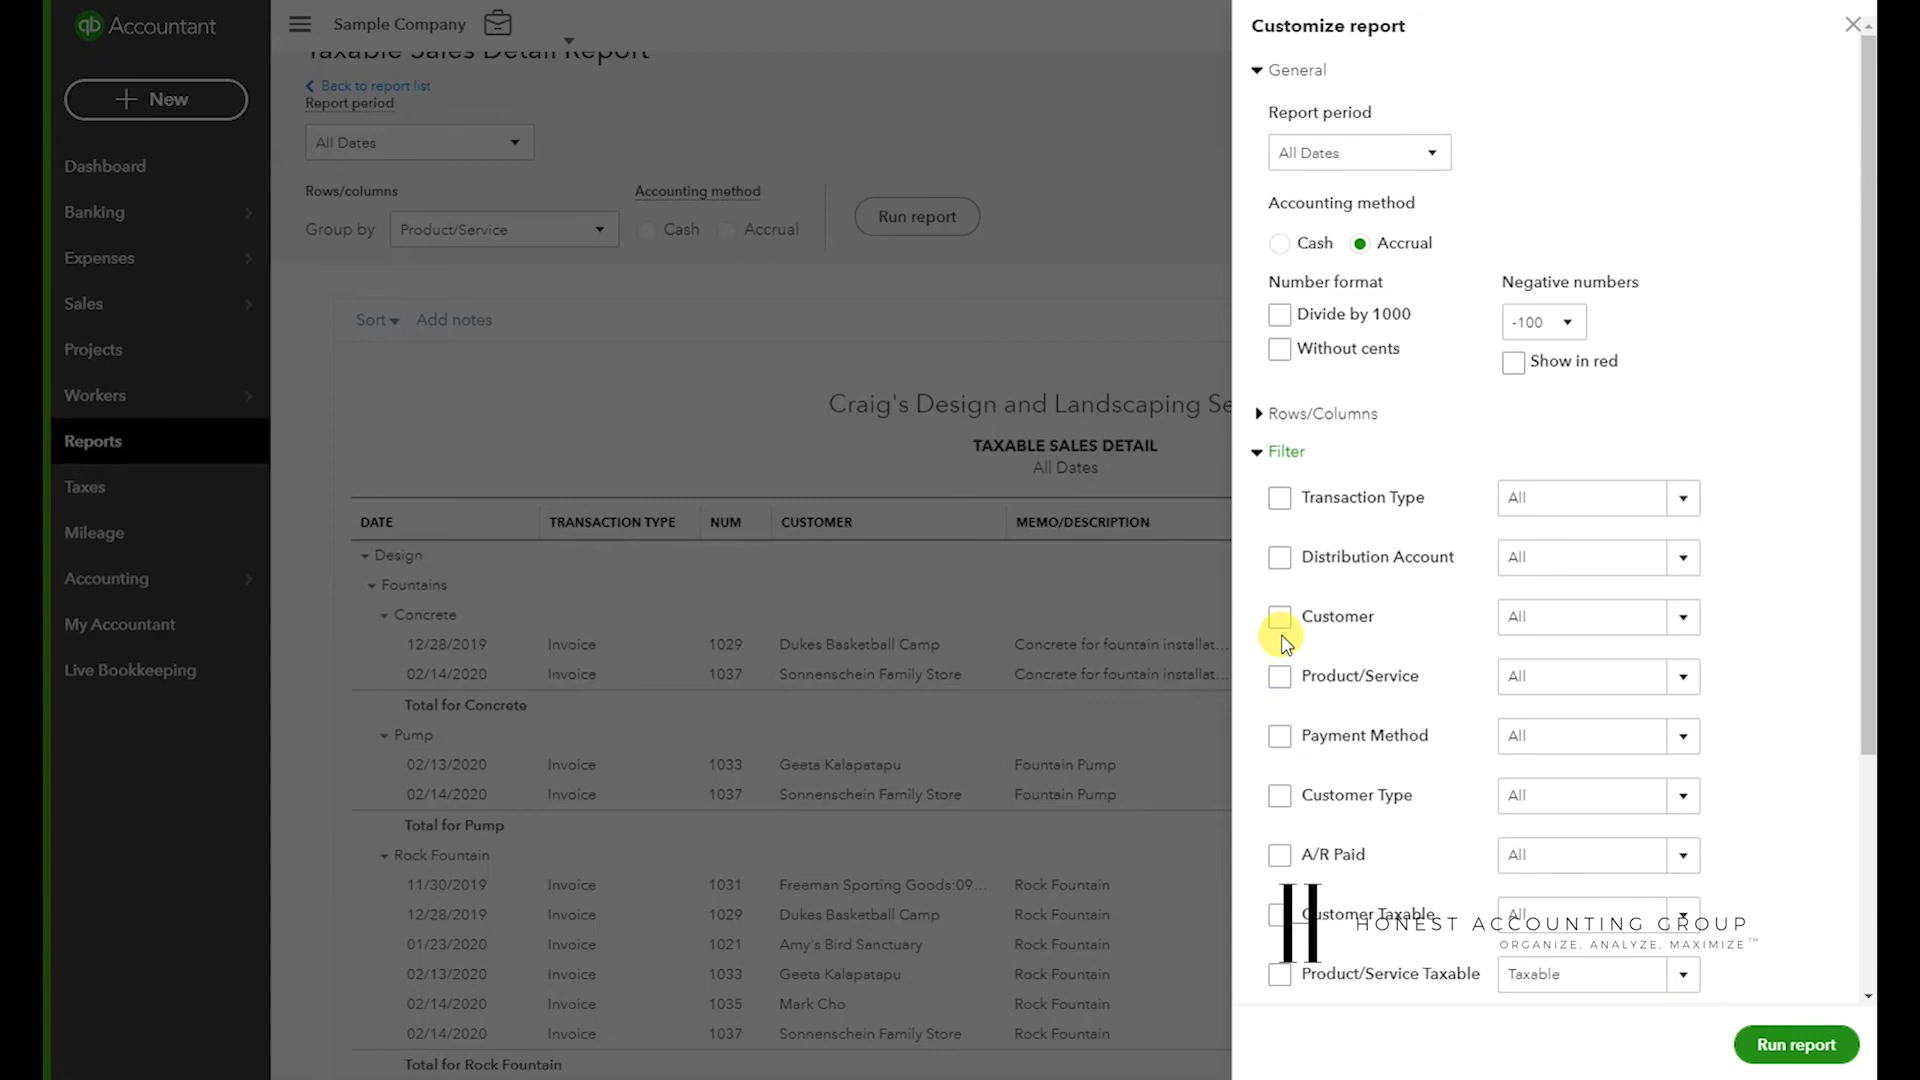 qb Accountant
New
Dashboard
Banking
Expenses
Sales
Projects
Workers
Reports
Taxes
Mileage
Accounting
My Accountant
Live Bookkeeping
Sample Company
Taxable Sales Detail Report
Back to report list
Report period
All Dates
Rows/columns
Accounting method
Group by Product/Service Cash Accrual
Run report
Sort Add notes
Craig's Design and Landscaping Se
TAXABLE SALES DETAIL
All Dates
DATE TRANSACTION TYPE NUM CUSTOMER MEMO/DESCRIPTION
Design
Fountains
Concrete
12/28/2019 Invoice 1029 Dukes Basketball Camp Concrete for fountain installat...
02/14/2020 Invoice 1037 Sonnenschein Family Store Concrete for fountain installat...
Total for Concrete
Pump
02/13/2020 Invoice 1033 Geeta Kalapatapu Fountain Pump
02/14/2020 Invoice 1037 Sonnenschein Family Store Fountain Pump
Total for Pump
Rock Fountain
11/30/2019 Invoice 1031 Freeman Sporting Goods:09... Rock Fountain
12/28/2019 Invoice 1029 Dukes Basketball Camp Rock Fountain
01/23/2020 Invoice 1021 Amy's Bird Sanctuary Rock Fountain
02/13/2020 Invoice 1033 Geeta Kalapatapu Rock Fountain
02/14/2020 Invoice 1035 Mark Cho Rock Fountain
02/14/2020 Invoice 1037 Sonnenschein Family Store Rock Fountain
Total for Rock Fountain
Customize report
General
Report period
All Dates
Accounting method
Cash Accrual
Number format Negative numbers
Divide by 1000 -100
Without cents Show in red
Rows/Columns
Filter
Transaction Type All
Distribution Account All
Customer All
Product/Service All
Payment Method All
Customer Type All
A/R Paid All
Customer Taxable All
HONEST ACCOUNTING GROUP
ORGANIZE, ANALYZE, MAXIMIZE™
Product/Service Taxable Taxable
Run report